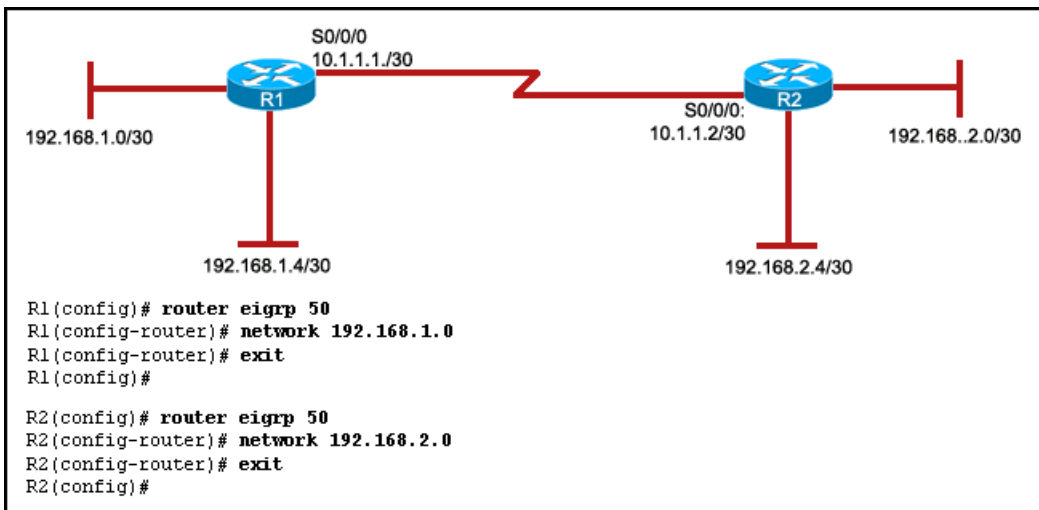 S0/0/0
10.1.1.1./30
R1
R2
S0/0/0:
10.1.1.2/30
192.168.1.0/30
192.168..2.0/30
192.168.1.4/30
192.168.2.4/30
R1(config)# router eigrp 50
R1(config-router)# network 192.168.1.0
R1(config-router)# exit
R1(config)#
R2(config)# router eigrp 50
R2(config-router)# network 192.168.2.0
R2(config-router)# exit
R2(config)#